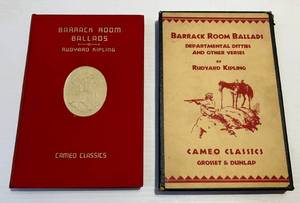 BARRACK ROOM
BALLADS
RUDYARD KIPLING
CAMEO CLASSICS
BARRACK ROOM BALLADS
DEPARTMENTAL DITTIES
AND OTHER VERSES
BY
RUDYARD KIPLING
CAMEO CLASSICS
GROSSET & DUNLAP